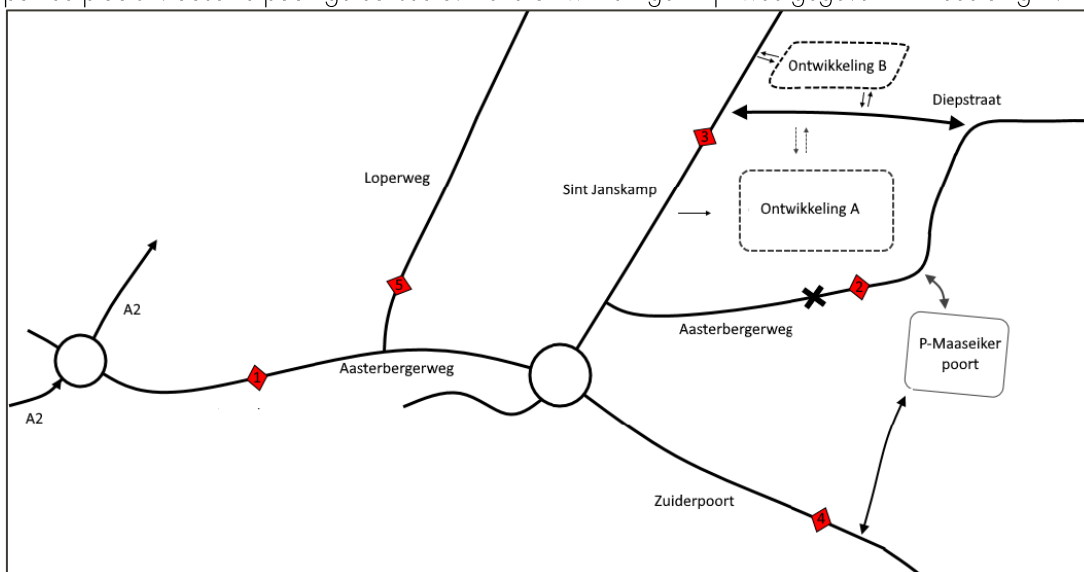 Ontwikkeling B
Diepstraat
3
Loperweg
Sint Janskamp
Ontwikkeling A
5
2
A2
Aasterbergerweg
P-Maaseiker
poort
1
Aasterbergerweg
A2
Zuiderpoort
4